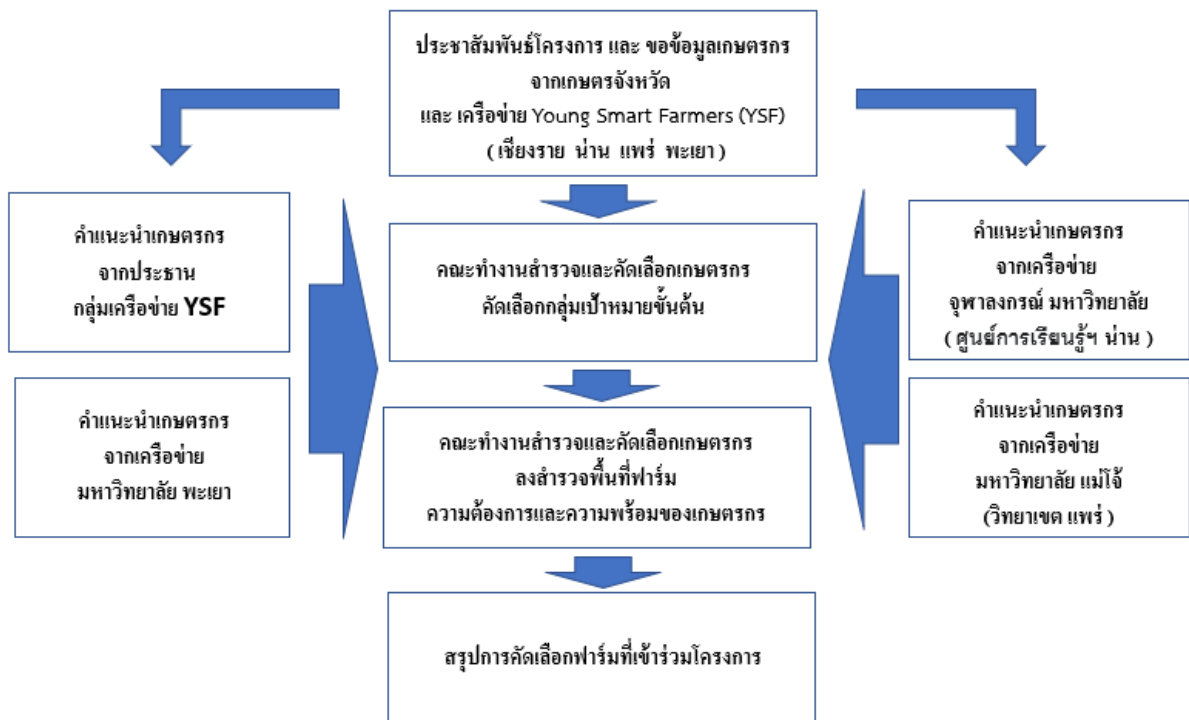 ประชาสัมพันธ์โครงการ และ ขอข้อมูลเกษตรกร
จากเกษตรจังหวัด
และ เครือข่าย Young Smart Farmers (YSF)
( เชียงราย น่าน แพร่ พะเยา )
คำแนะนำเกษตรกร
จากประธาน
กลุ่มเครือข่าย YSF
คำแนะนำเกษตรกร
จากเครือข่าย
มหาวิทยาลัย พะเยา
คณะทำงานสำรวจและคัดเลือกเกษตรกร
คัดเลือกกลุ่มเป้าหมายขั้นต้น
คณะทำงานสำรวจและคัดเลือกเกษตรกร
ลงสำรวจพื้นที่ฟาร์ม
ความต้องการและความพร้อมของเกษตรกร
คำแนะนำเกษตรกร
จากเครือข่าย
จุฬาลงกรณ์ มหาวิทยาลัย
( ศูนย์การเรียนรู้ฯ น่าน )
คำแนะนำเกษตรกร
จากเครือข่าย
มหาวิทยาลัย แม่โจ้
(วิทยาเขต แพร่ )
สรุปการคัดเลือกฟาร์มที่เข้าร่วมโครงการ